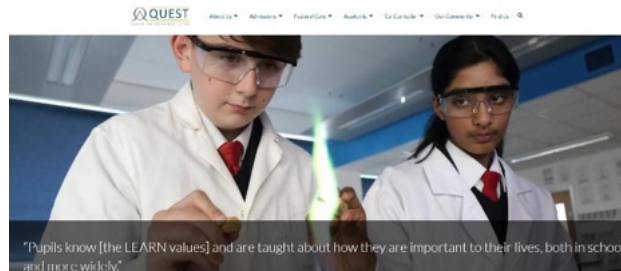 QUEST
About Us Admissions Pastoral Care Academic Co-Curricular Our Community Find Us
"Pupils know [the LEARN values] and are taught about how they are important to their lives, both in schoo
and more widely."